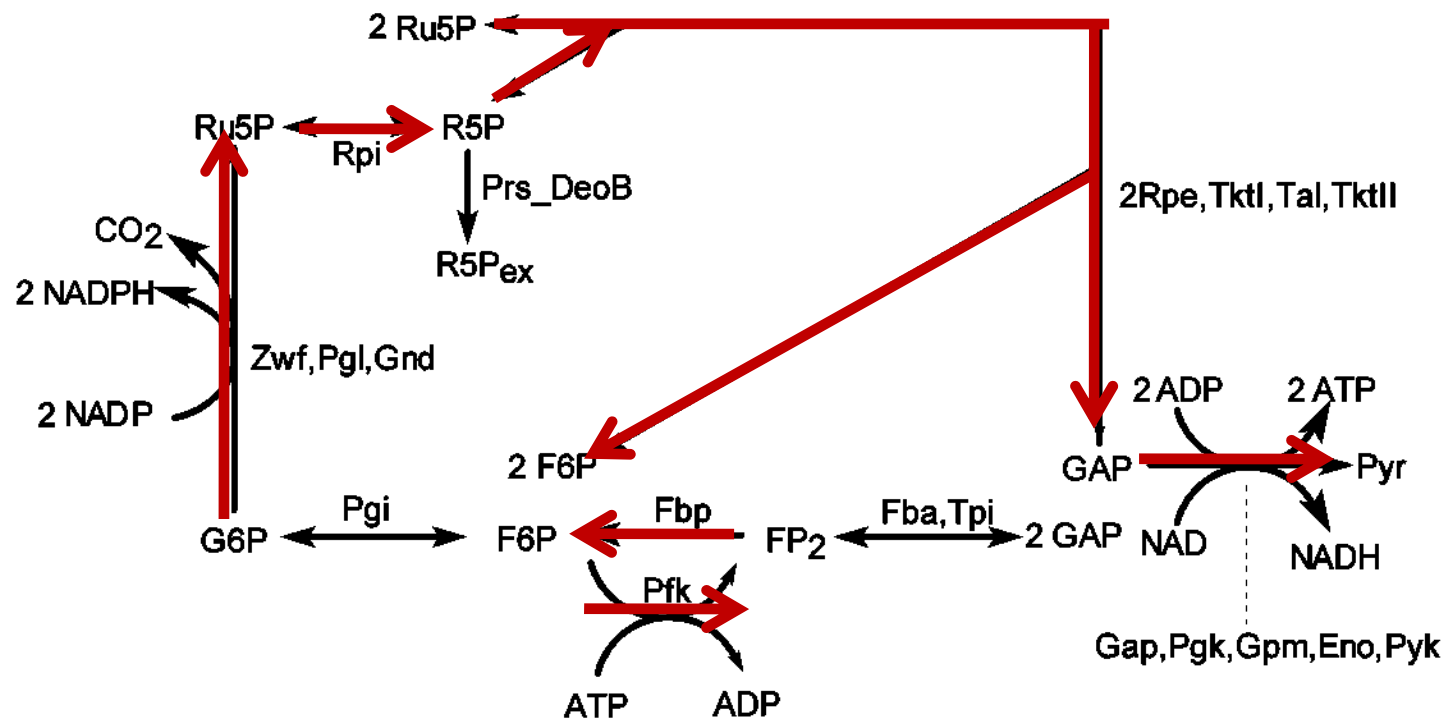 2 Ru5P
Ru5P
R5P
Rpi
Prs_DeoB
2Rpe,TktI,Tal,TktII
CO2
R5Pex
2 NADPH
Zwf,Pgl,Gnd
2 NADP
2 ADP
2 ATP
2 F6P
GAP
Pyr
Pgi
Fbp
Fba,Tpi
G6P
F6P
FP2
2 GAP
NAD
NADH
Pfk
Gap,Pgk,Gpm,Eno,Pyk
ATP
ADP